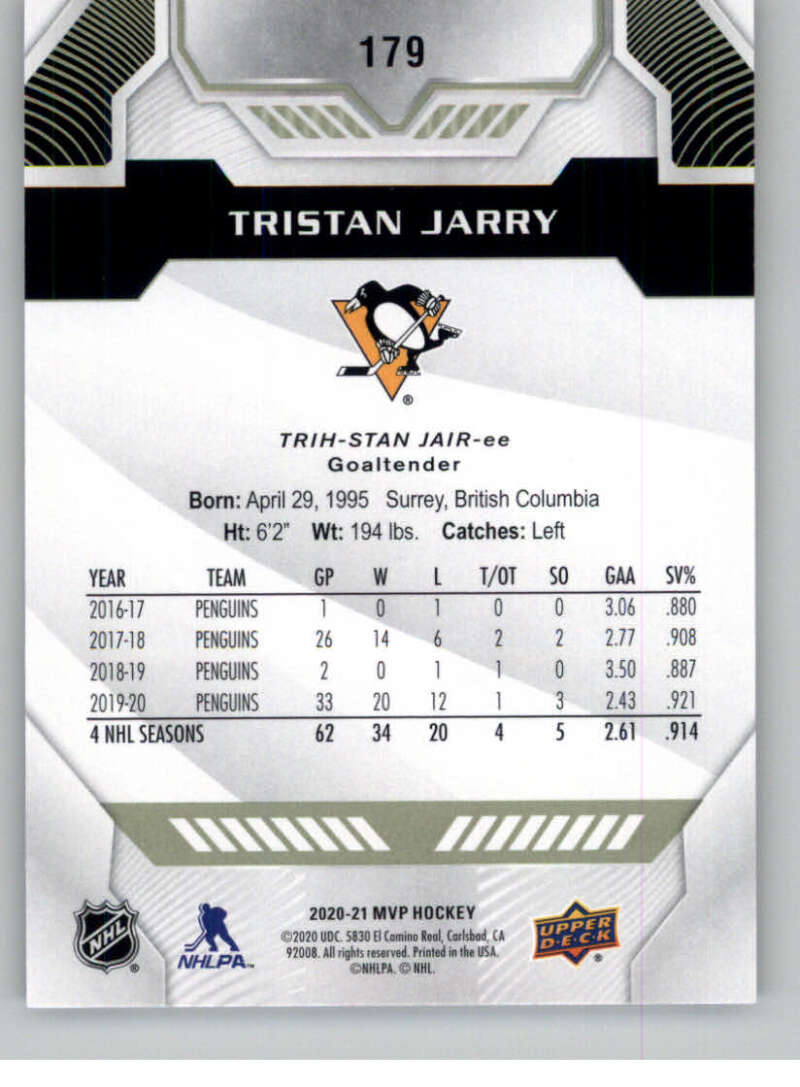 179
TRISTAN JARRY
®
TRIH-STAN JAIR-ee
Goaltender
Born: April 29, 1995 Surrey, British Columbia
Ht: 6'2" Wt: 194 lbs. Catches: Left
YEAR TEAM GP W L T/OT SO GAA SV%
2016-17 PENGUINS 1 0 1 0 0 3.06 .880
2017-18 PENGUINS 26 14 6 2 2 2.77 .908
2018-19 PENGUINS 2 0 1 1 0 3.50 .887
2019-20 PENGUINS 33 20 12 1 3 2.43 .921
4 NHL SEASONS 62 34 20 4 5 2.61 .914
NHL ®
NHLPA™
2020-21 MVP HOCKEY
©2020 UDC. 5830 El Camino Real, Carlsbad, CA
92008. All rights reserved. Printed in the USA.
©NHLPA. © NHL.
UPPER
D·E·C·K ®